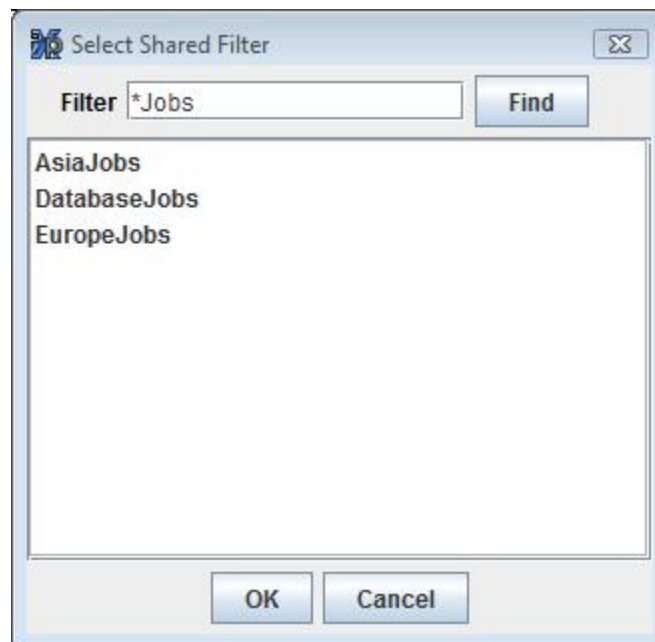 Select Shared Filter
Filter *Jobs Find
AsiaJobs
DatabaseJobs
EuropeJobs
OK Cancel